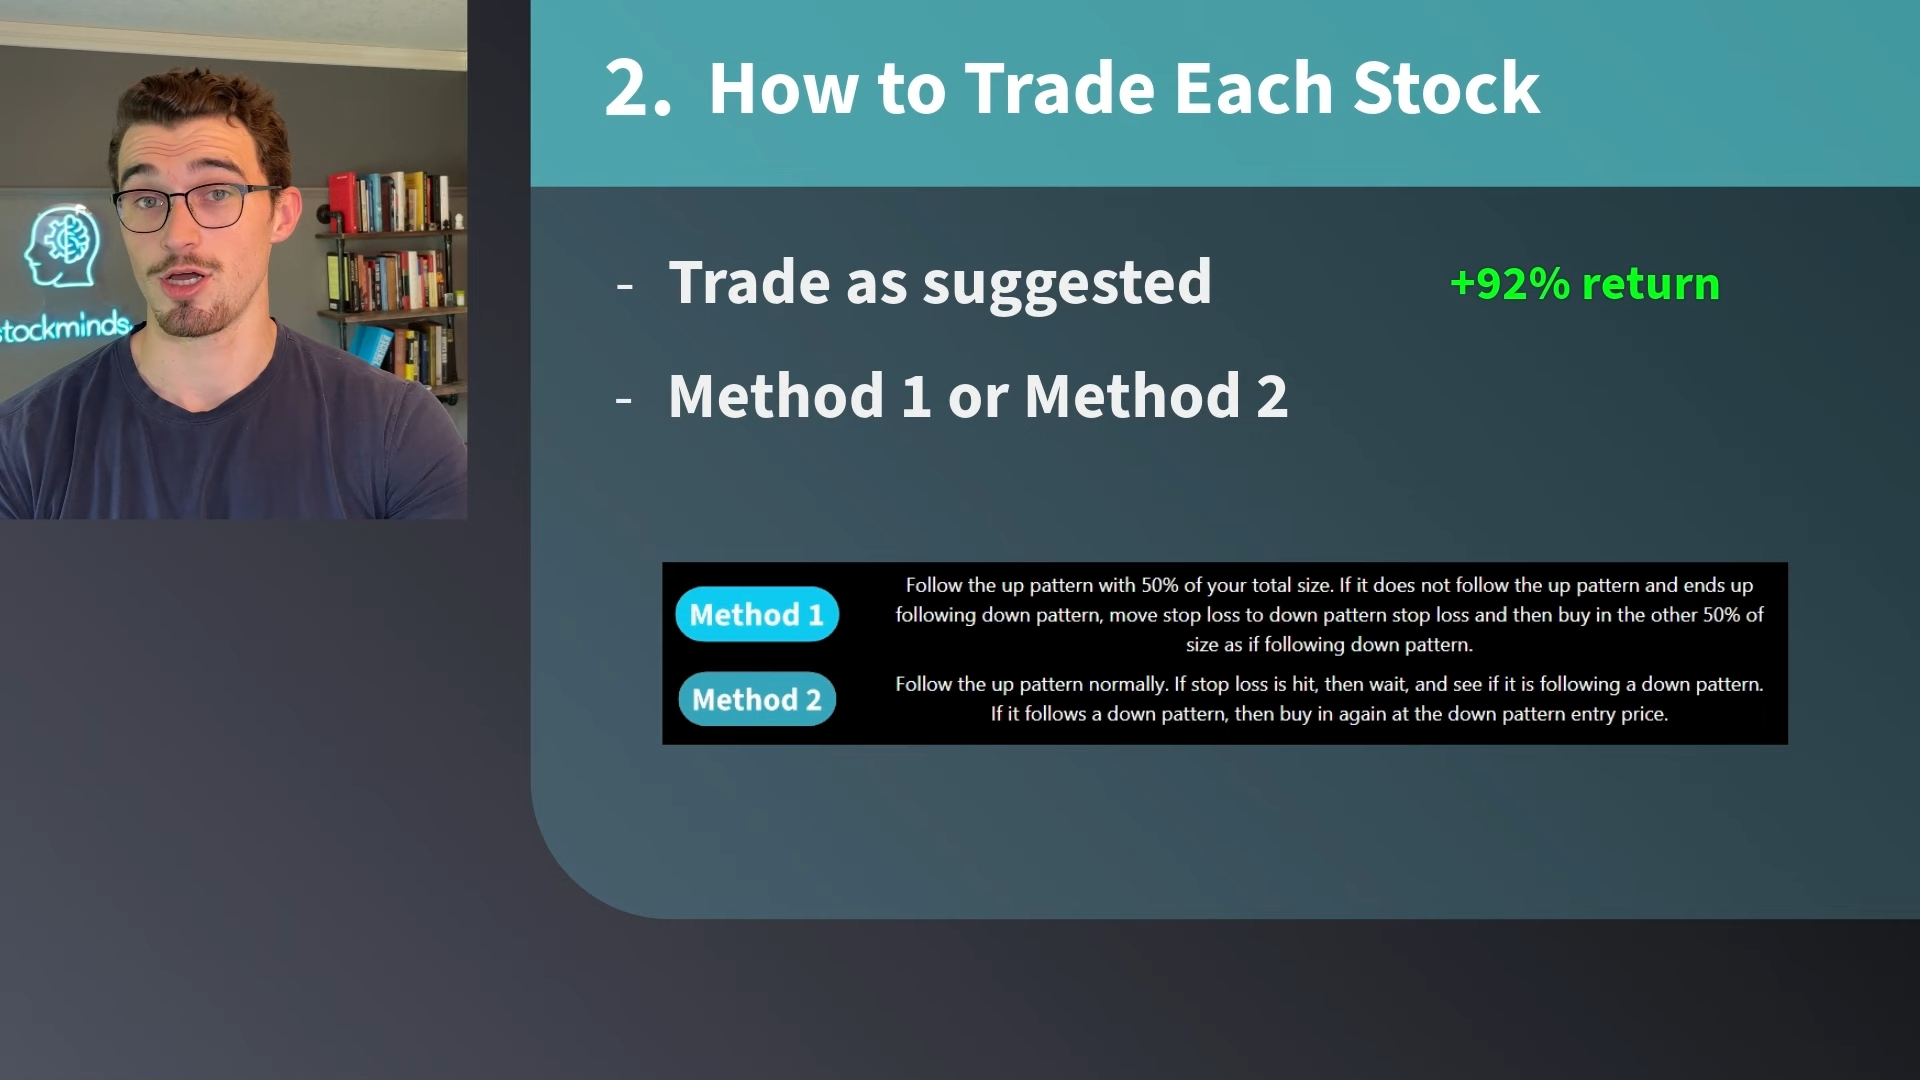 2. How to Trade Each Stock
- Trade as suggested
+92% return
- Method 1 or Method 2
Method 1
Follow the up pattern with 50% of your total size. If it does not follow the up pattern and ends up
following down pattern, move stop loss to down pattern stop loss and then buy in the other 50% of
size as if following down pattern.
Method 2
Follow the up pattern normally. If stop loss is hit, then wait, and see if it is following a down pattern.
If it follows a down pattern, then buy in again at the down pattern entry price.
stockminds